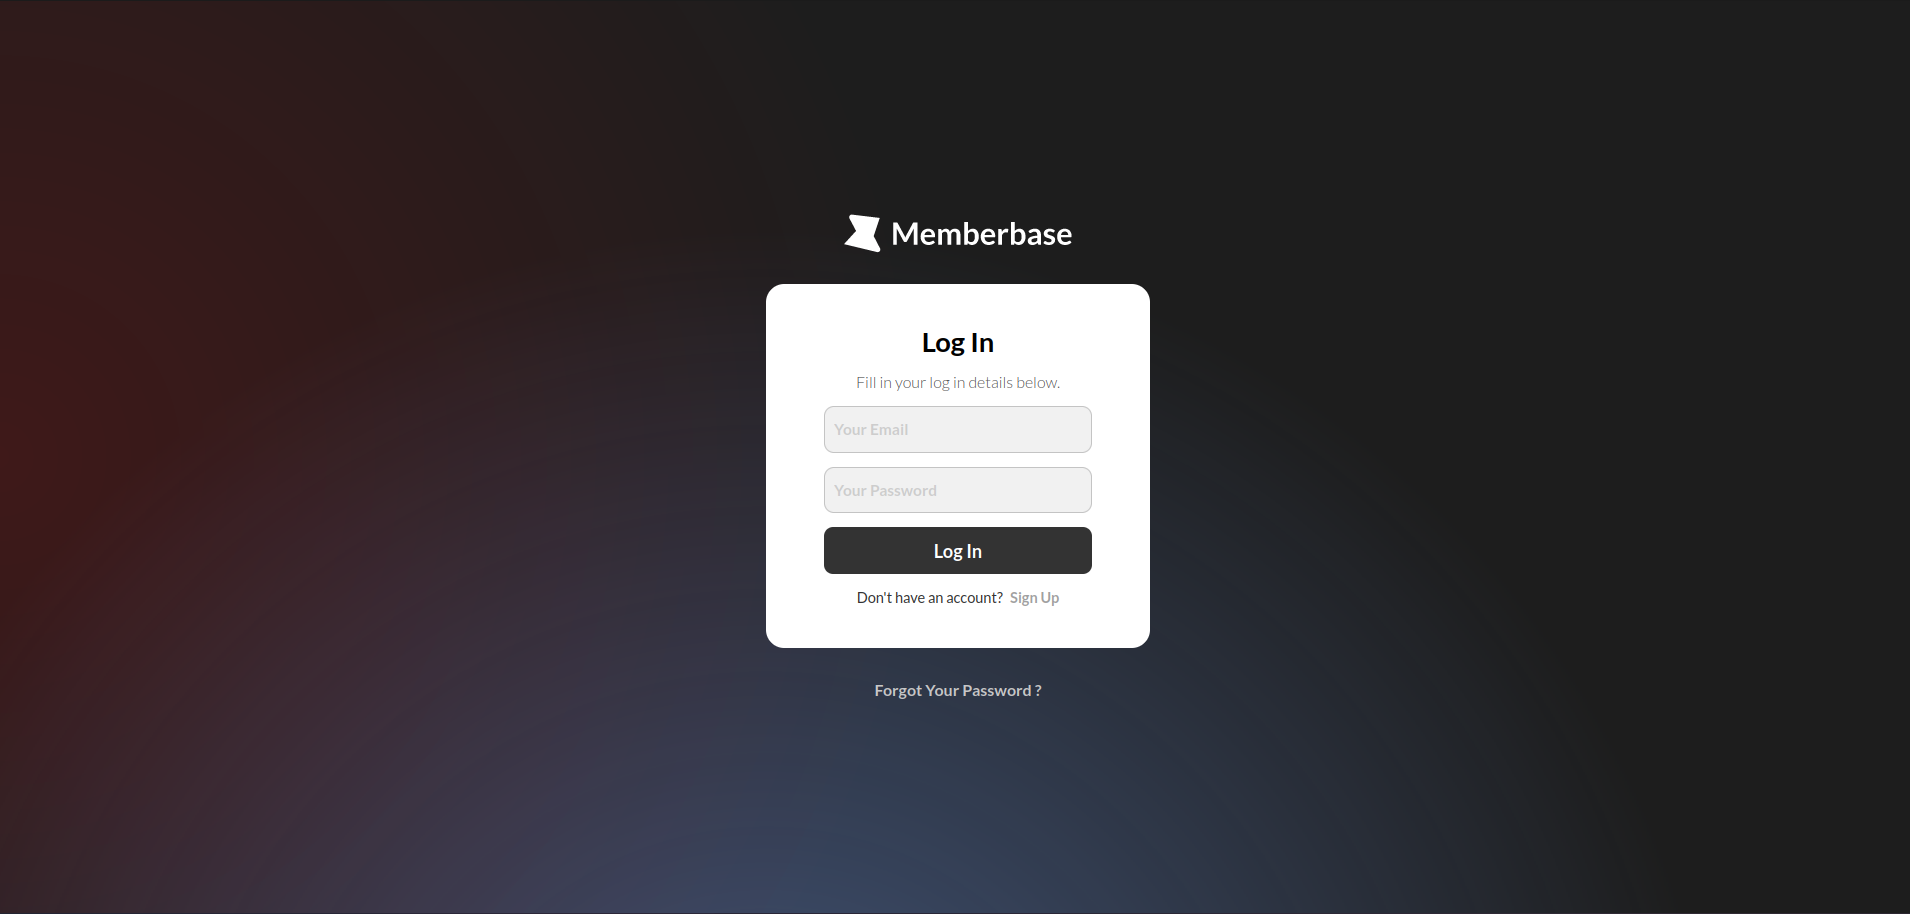 Memberbase
Log In
Fill in your log in details below.
Your Email
Your Password
Log In
Don't have an account? Sign Up
Forgot Your Password ?